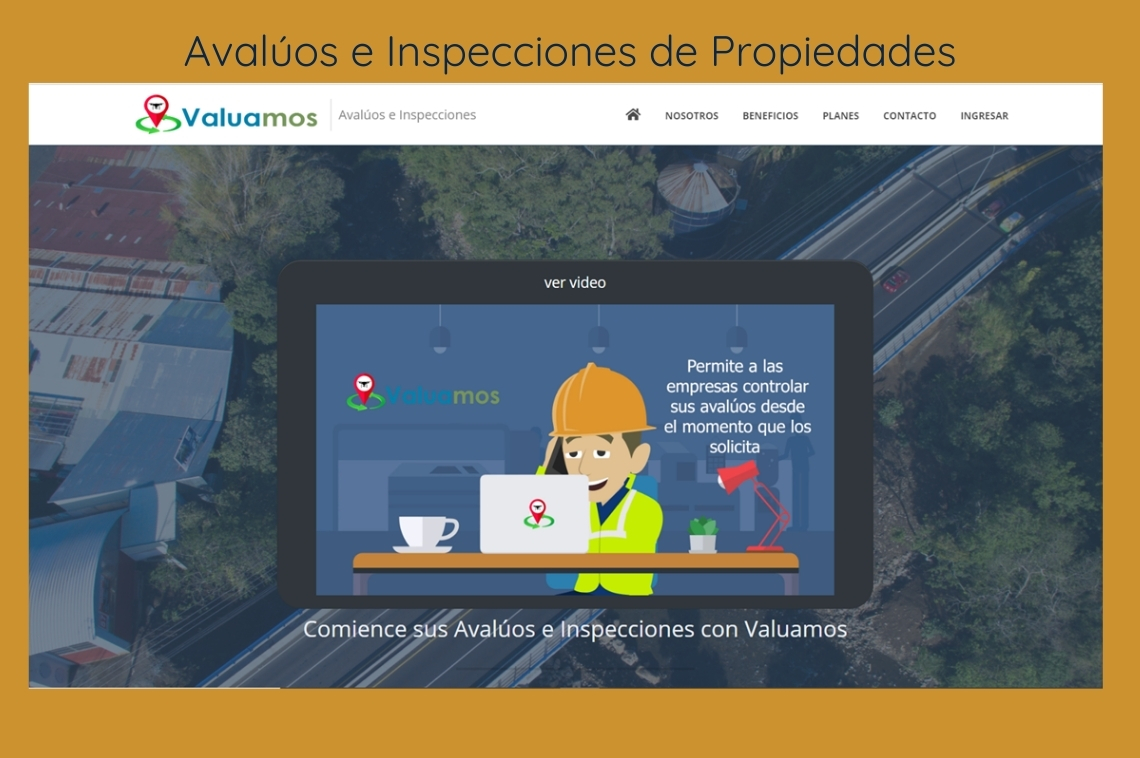 Avalúos e Inspecciones de Propiedades
Valuamos
Avalúos e Inspecciones
NOSOTROS BENEFICIOS PLANES CONTACTO INGRESAR
ver video
Valuamos
Permite a las
empresas controlar
sus avalúos desde
el momento que los
solicita
Comience sus Avalúos e Inspecciones con Valuamos